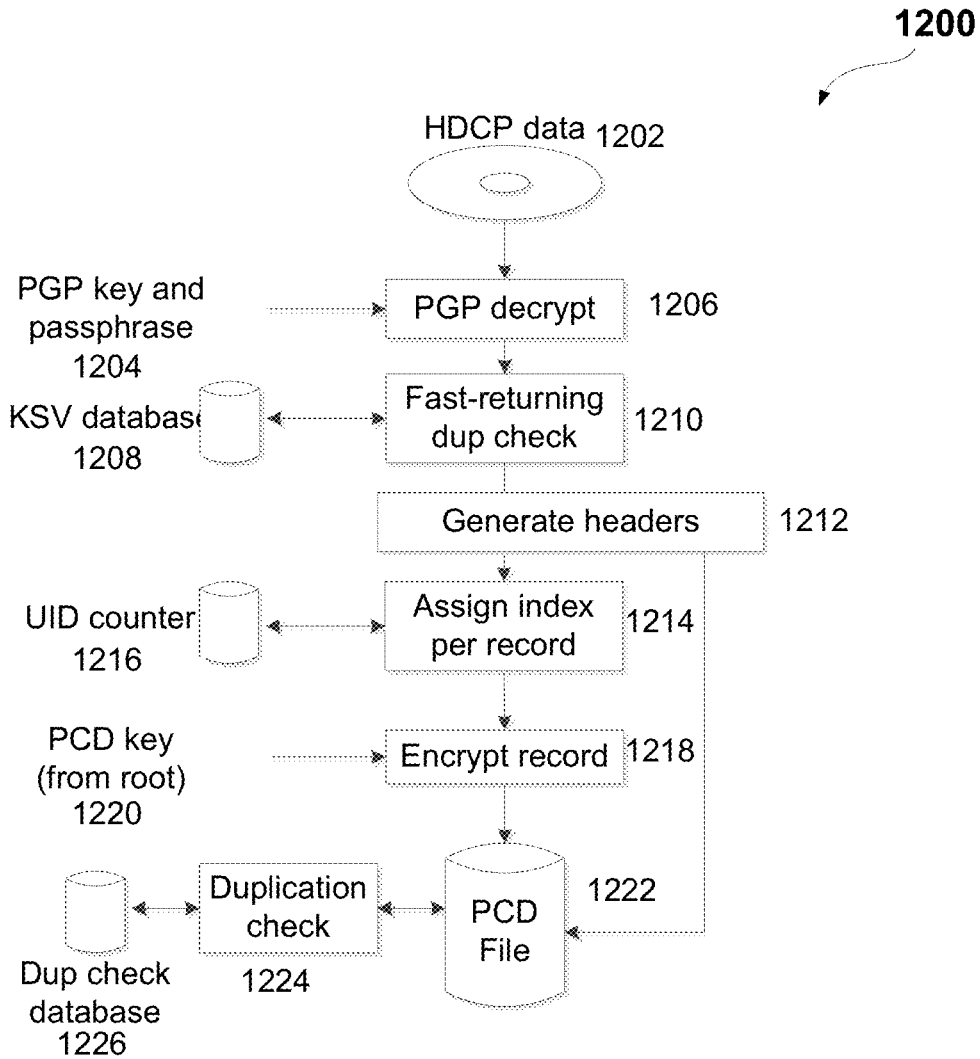 1200
HDCP data 1202
PGP key and
passphrase
1204
PGP decrypt
1206
KSV database
1208
Fast-returning
dup check
1210
Generate headers
1212
UID counter
1216
Assign index
per record
1214
PCD key
(from root)
1220
Encrypt record
1218
PCD
File
1222
Duplication
check
1224
Dup check
database
1226